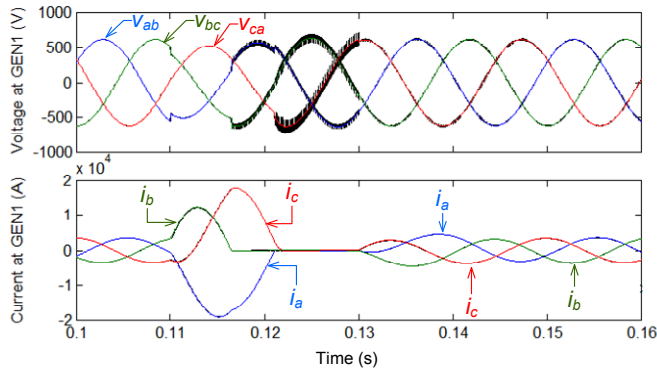 Voltage at GEN1 (V)
1000
500
0
-500
-1000
v_ab
v_bc
v_ca
Current at GEN1 (A)
x 10^4
2
1
0
-1
-2
i_b
i_c
i_a
i_a
i_c
i_b
0.1
0.11
0.12
0.13
0.14
0.15
0.16
Time (s)